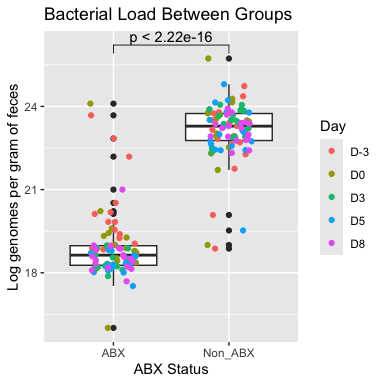 Bacterial Load Between Groups
p < 2.22e-16
Log genomes per gram of feces
24
21
18
ABX
Non_ABX
ABX Status
Day
D-3
D0
D3
D5
D8